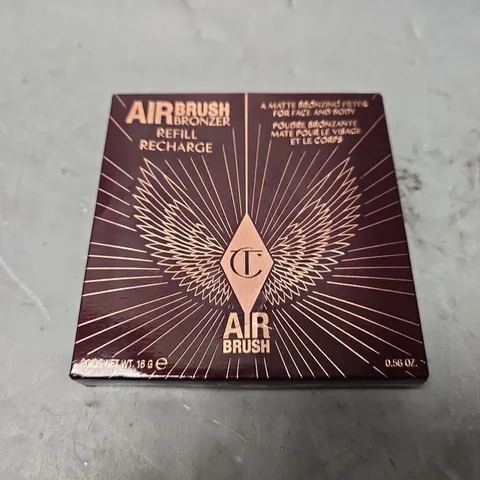 AIRBRUSH
BRONZER
REFILL
RECHARGE
A MATTE BRONZING FILTER
FOR FACE AND BODY
POUDRE BRONZANTE
MATE POUR LE VISAGE
ET LE CORPS
CT
AIR
BRUSH
POIDS NET WT. 16 G ℮
0.56 OZ.